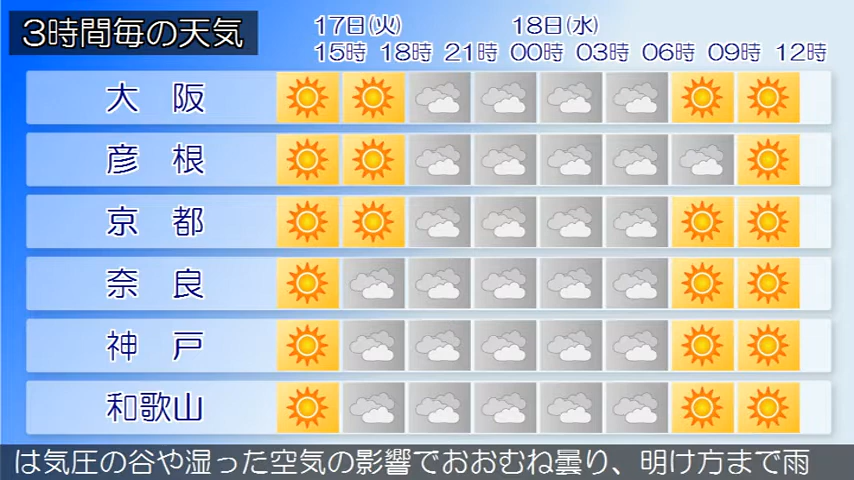 3時間毎の天気
17日(火) 18日(水)
15時 18時 21時 00時 03時 06時 09時 12時
大阪
彦根
京都
奈良
神戸
和歌山
は気圧の谷や湿った空気の影響でおおむね曇り、明け方まで雨